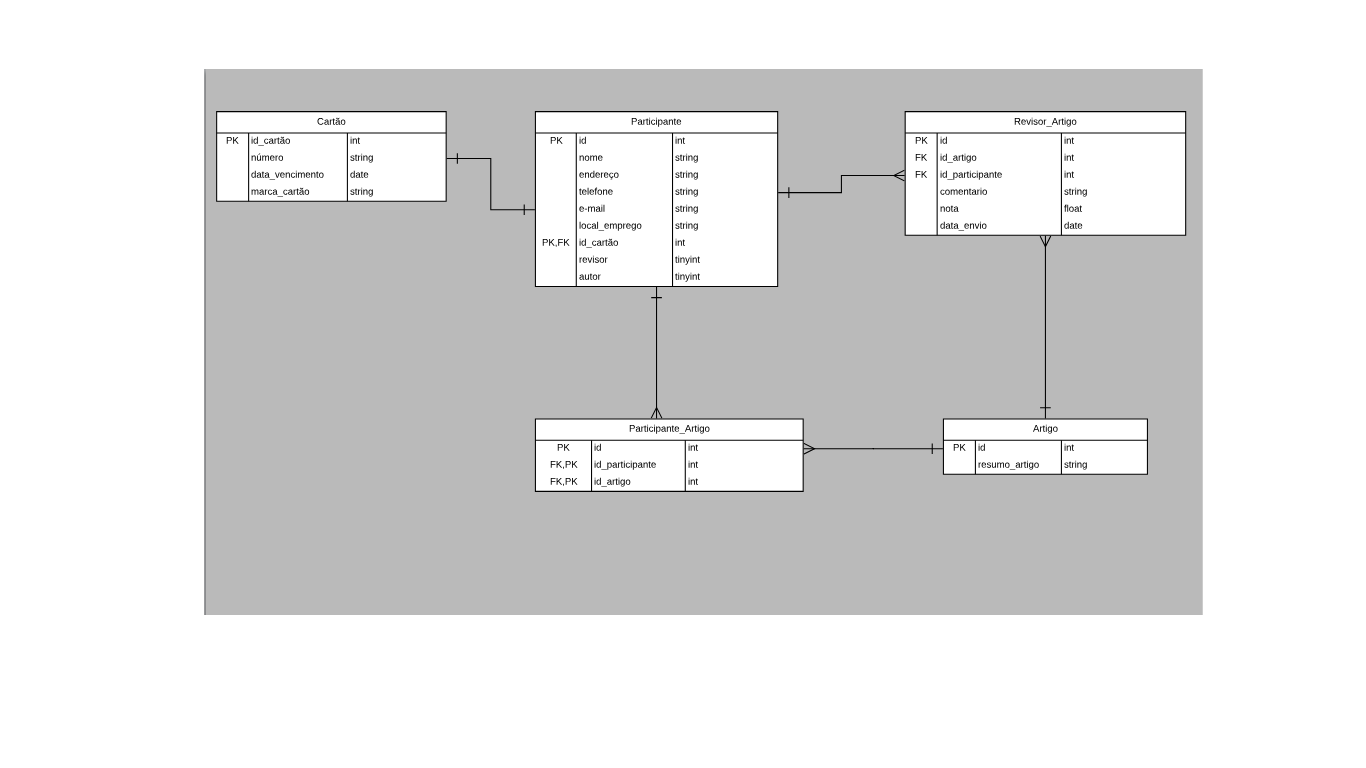 Cartão
PK id_cartão int
número string
data_vencimento date
marca_cartão string
Participante
PK id int
nome string
endereço string
telefone string
e-mail string
local_emprego string
PK,FK id_cartão int
revisor tinyint
autor tinyint
Revisor_Artigo
PK id int
FK id_artigo int
FK id_participante int
comentario string
nota float
data_envio date
Participante_Artigo
PK id int
FK,PK id_participante int
FK,PK id_artigo int
Artigo
PK id int
resumo_artigo string